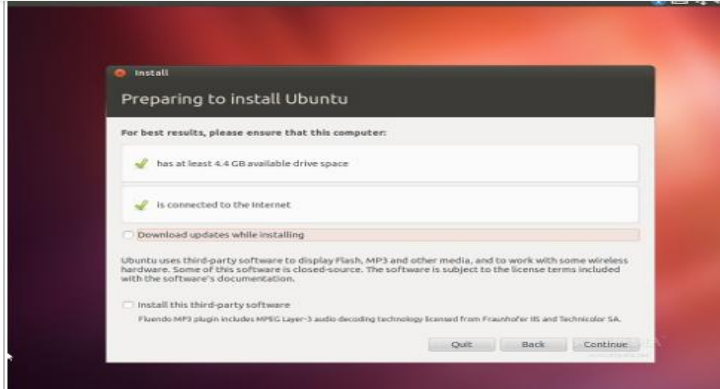 Install
Preparing to install Ubuntu
For best results, please ensure that this computer:
has at least 4.4 GB available drive space
is connected to the Internet
Download updates while installing
Ubuntu uses third-party software to display Flash, MP3 and other media, and to work with some wireless
hardware. Some of this software is closed-source. The software is subject to the license terms included
with the software's documentation.
Install this third-party software
Fluendo MP3 plugin includes MPEG Layer-3 audio decoding technology licensed from Fraunhofer IIS and Technicolor SA.
Quit Back Continue